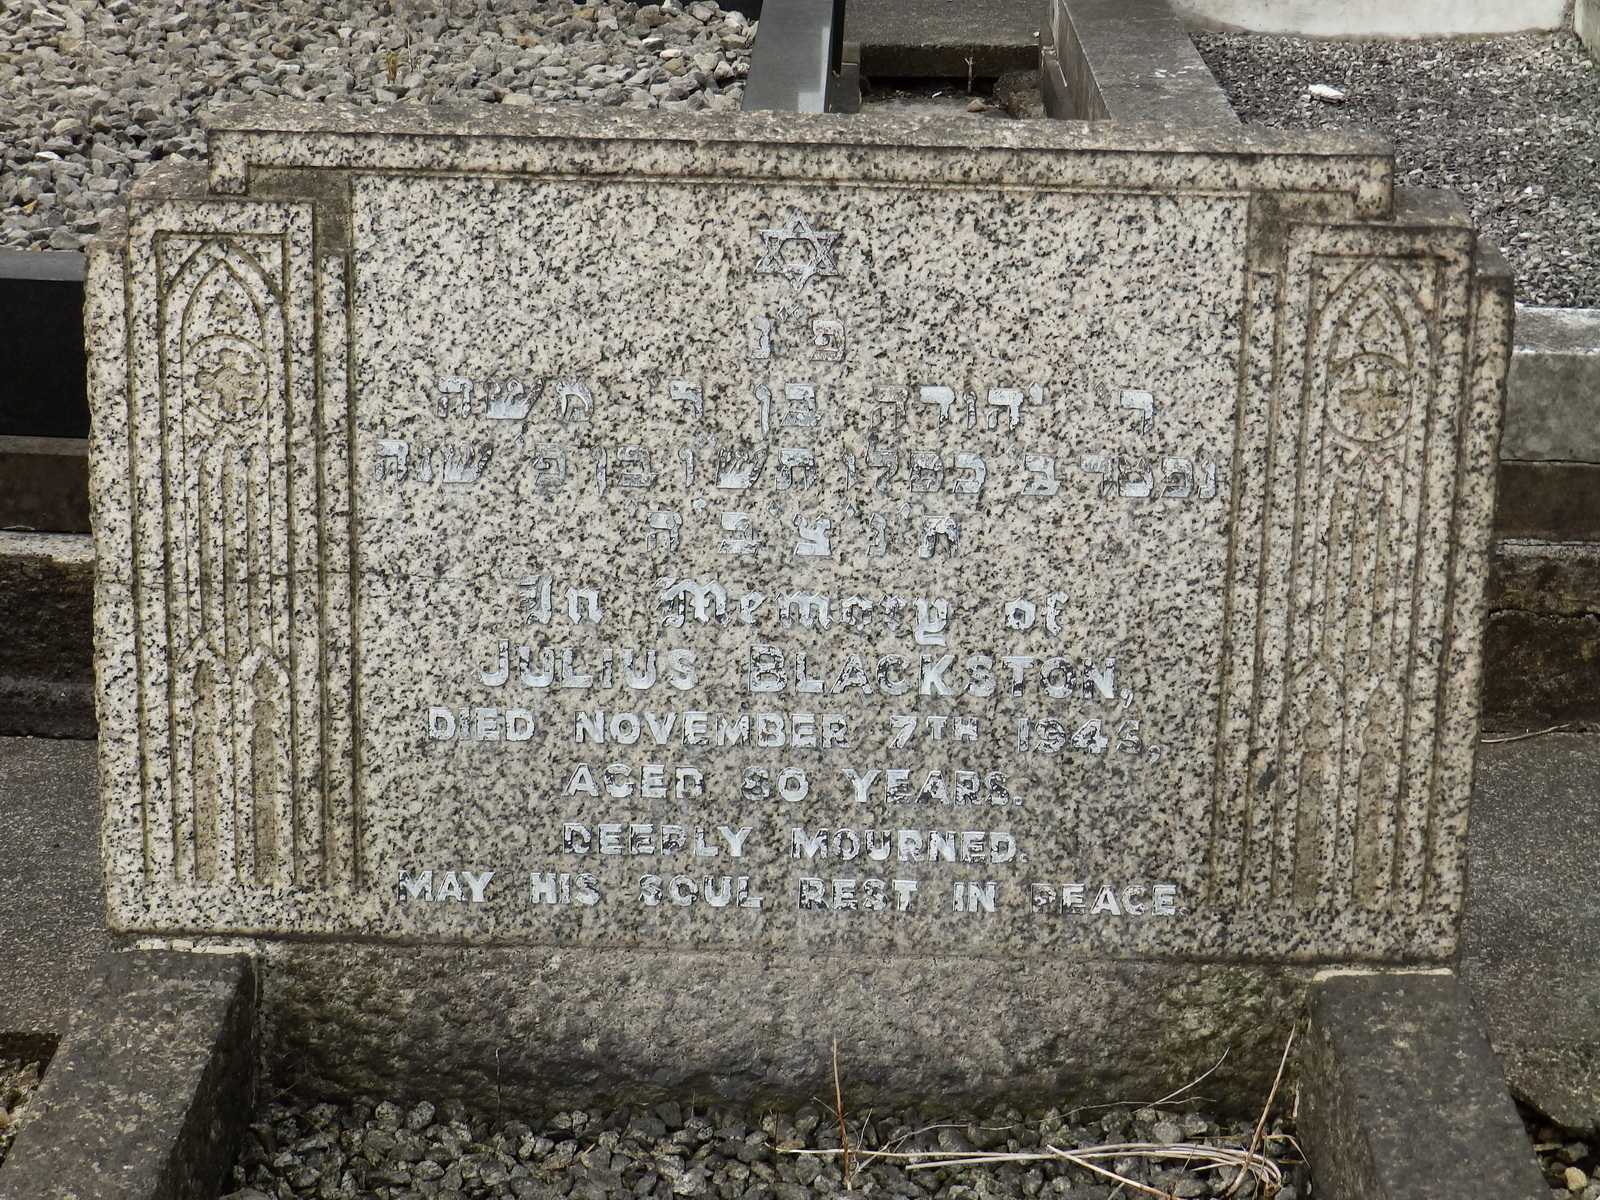 פ״נ
ר׳ יהודה בן ר׳ משה
נפטר ב׳ כסלו תש״ו בן פ׳ שנה
ת׳נ׳צ׳ב׳ה׳
In Memory of
JULIUS BLACKSTON,
DIED NOVEMBER 7TH 1945,
AGED 80 YEARS.
DEEPLY MOURNED.
MAY HIS SOUL REST IN PEACE.